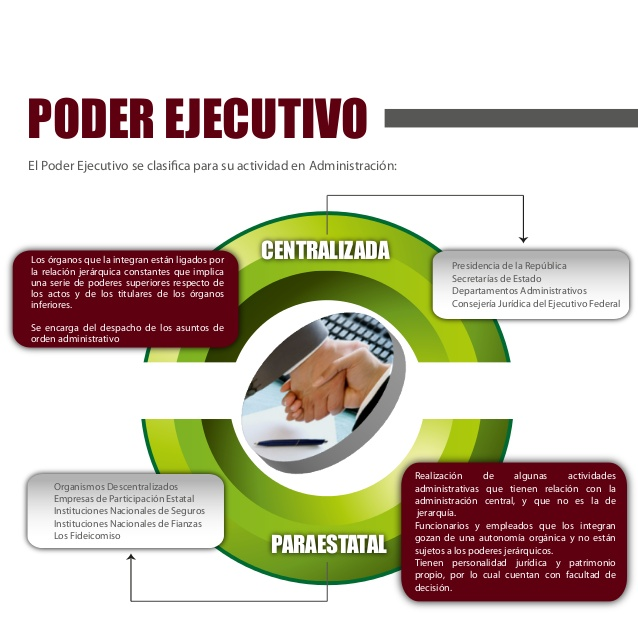 PODER EJECUTIVO
El Poder Ejecutivo se clasifica para su actividad en Administración:
CENTRALIZADA
Los órganos que la integran están ligados por
la relación jerárquica constantes que implica
una serie de poderes superiores respecto de
los actos y de los titulares de los órganos
inferiores.
Se encarga del despacho de los asuntos de
orden administrativo
Presidencia de la República
Secretarías de Estado
Departamentos Administrativos
Consejería Jurídica del Ejecutivo Federal
Organismos Descentralizados
Empresas de Participación Estatal
Instituciones Nacionales de Seguros
Instituciones Nacionales de Fianzas
Los Fideicomiso
PARAESTATAL
Realización de algunas actividades
administrativas que tienen relación con la
administración central, y que no es la de
jerarquía.
Funcionarios y empleados que los integran
gozan de una autonomía orgánica y no están
sujetos a los poderes jerárquicos.
Tienen personalidad jurídica y patrimonio
propio, por lo cual cuentan con facultad de
decisión.